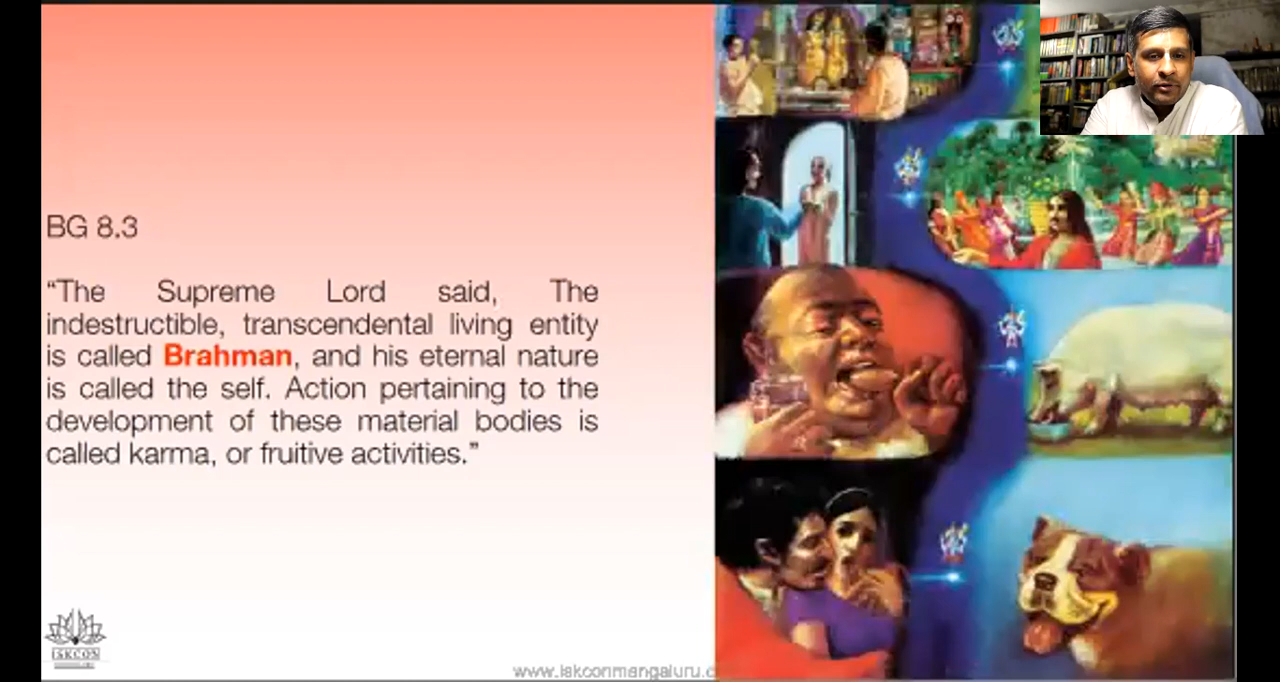 BG 8.3
“The Supreme Lord said, The
indestructible, transcendental living entity
is called Brahman, and his eternal nature
is called the self. Action pertaining to the
development of these material bodies is
called karma, or fruitive activities.”
ISKCON
www.iskconmangaluru.c